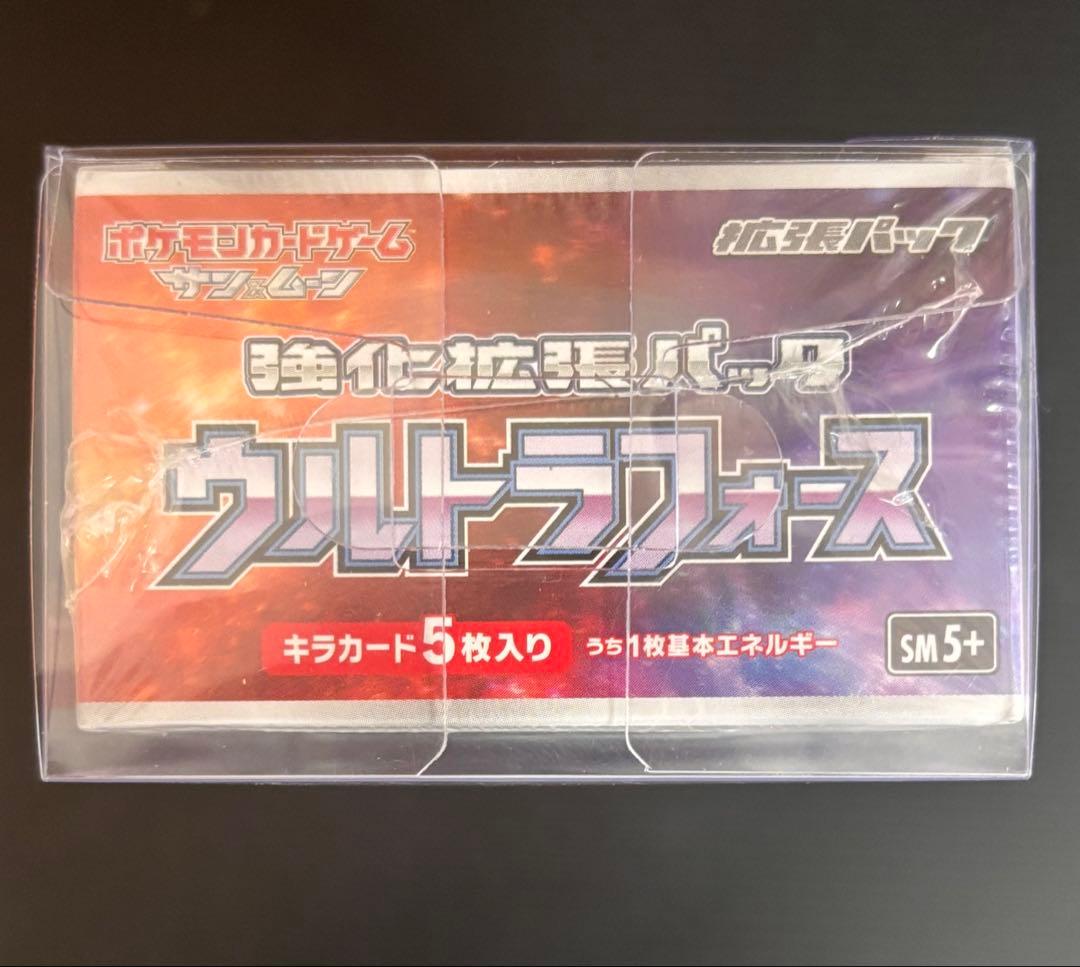 ポケモンカードゲーム
サン&ムーン
拡張パック
強化拡張パック
ウルトラフォース
キラカード5枚入り
うち1枚基本エネルギー
SM5+